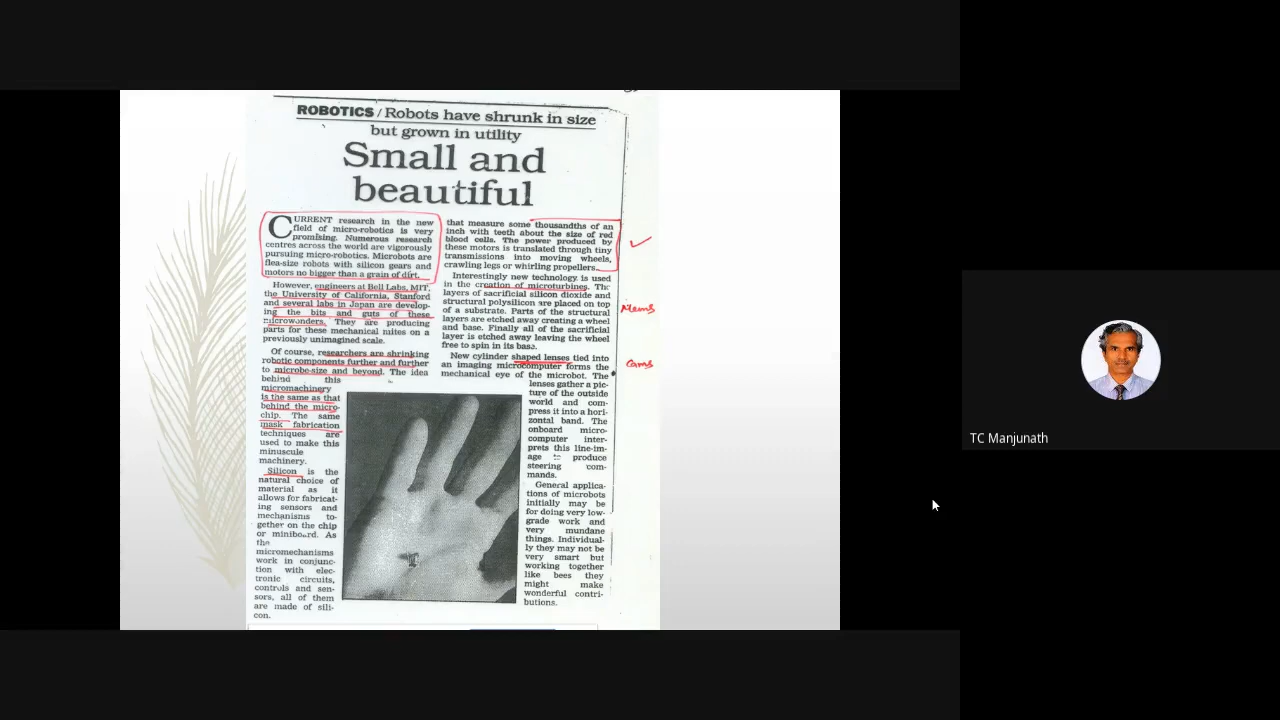 ROBOTICS / Robots have shrunk in size
but grown in utility
Small and
beautiful
CURRENT research in the new
field of micro-robotics is very
promising. Numerous research
centres across the world are vigorously
pursuing micro-robotics. Microbots are
flea-size robots with silicon gears and
motors no bigger than a grain of dirt.
However, engineers at Bell Labs, MIT,
the University of California, Stanford
and several labs in Japan are develop-
ing the bits and guts of these
microwonders. They are producing
parts for these mechanical mites on a
previously unimagined scale.
Of course, researchers are shrinking
robotic components further and further
to microbe-size and beyond. The idea
behind this
micromachinery
is the same as that
behind the micro-
chip. The same
mask fabrication
techniques are
used to make this
minuscule
machinery.
Silicon is the
natural choice of
material as it
allows for fabricat-
ing sensors and
mechanisms to-
gether on the chip
or miniboard. As
the
micromechanisms
work in conjunc-
tion with elec-
tronic circuits,
controls and sen-
sors, all of them
are made of sili-
con.
that measure some thousandths of an
inch with teeth about the size of red
blood cells. The power produced by
these motors is translated through tiny
transmissions into moving wheels,
crawling legs or whirling propellers.
Interestingly new technology is used
in the creation of microturbines. The
layers of sacrificial silicon dioxide and
structural polysilicon are placed on top
of a substrate. Parts of the structural
layers are etched away creating a wheel
and base. Finally all of the sacrificial
layer is etched away leaving the wheel
free to spin in its base.
New cylinder shaped lenses tied into
an imaging microcomputer forms the
mechanical eye of the microbot. The
lenses gather a pic-
ture of the outside
world and com-
press it into a hori-
zontal band. The
onboard micro-
computer inter-
prets this line-im-
age to produce
steering com-
mands.
General applica-
tions of microbots
initially may be
for doing very low-
grade work and
very mundane
things. Individual-
ly they may not be
very smart but
working together
like bees they
might make
wonderful contri-
butions.
Mems
Cams
TC Manjunath